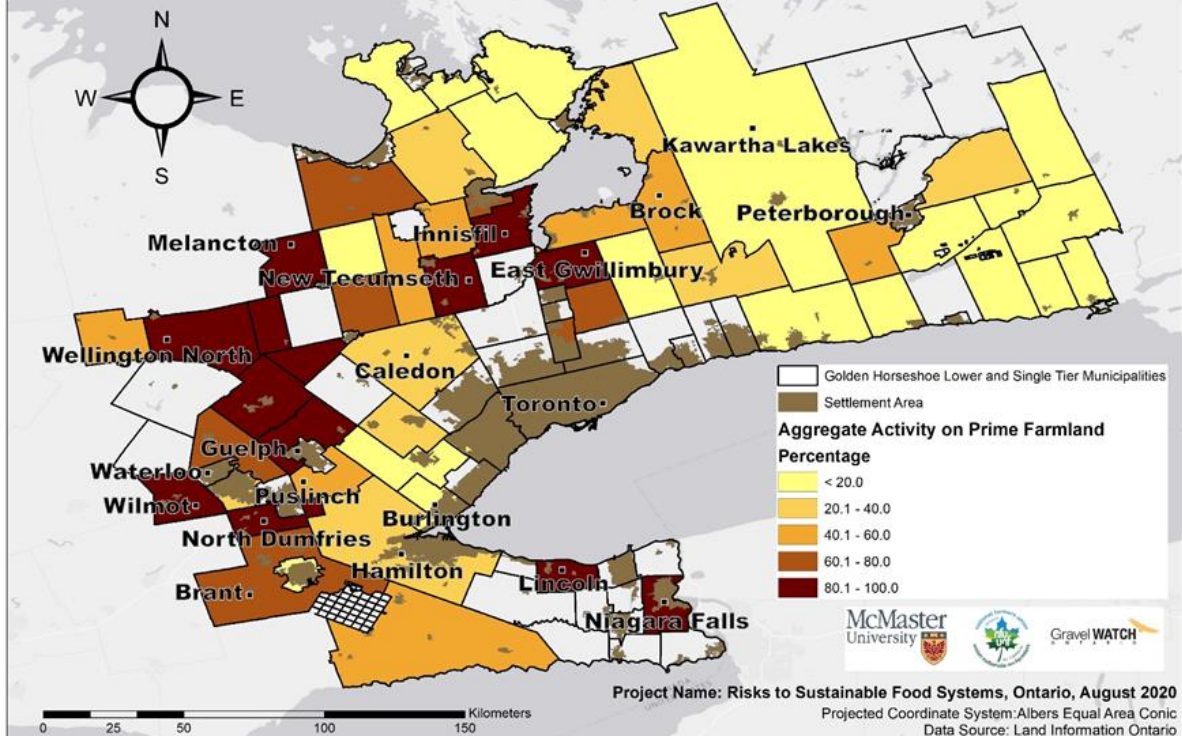 N
W
E
S
Kawartha Lakes
Brock
Peterborough
Melancton
Innisfil
New Tecumseth
East Gwillimbury
Wellington North
Caledon
Toronto
Guelph
Waterloo
Wilmot
Puslinch
Burlington
North Dumfries
Hamilton
Brant
Lincoln
Niagara Falls
Golden Horseshoe Lower and Single Tier Municipalities
Settlement Area
Aggregate Activity on Prime Farmland
Percentage
< 20.0
20.1 - 40.0
40.1 - 60.0
60.1 - 80.0
80.1 - 100.0
McMaster
University
Gravel WATCH
ONTARIO
Project Name: Risks to Sustainable Food Systems, Ontario, August 2020
Projected Coordinate System:Albers Equal Area Conic
Data Source: Land Information Ontario
Kilometers
0 25 50 100 150